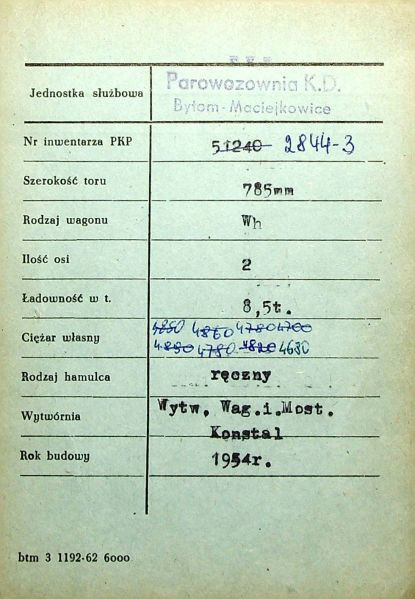 P K P
Jednostka służbowa Parowozownia K.D.
Bytom-Maciejkowice
Nr inwentarza PKP 51240 2844-3
Szerokość toru 785mm
Rodzaj wagonu Wh
Ilość osi 2
Ładowność w t. 8,5t.
Ciężar własny 4850 4860 4780 4700
4850 4780 4820 4680
Rodzaj hamulca ręczny
Wytwórnia Wytw. Wag.i.Most.
Konstal
Rok budowy 1954r.
btm 3 1192-62 6000